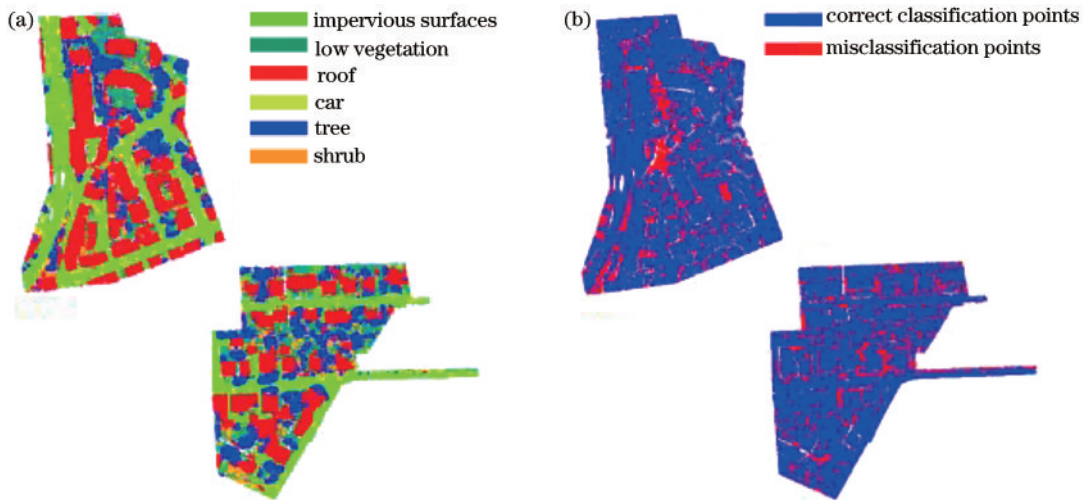 (a)
impervious surfaces
low vegetation
roof
car
tree
shrub
(b)
correct classification points
misclassification points